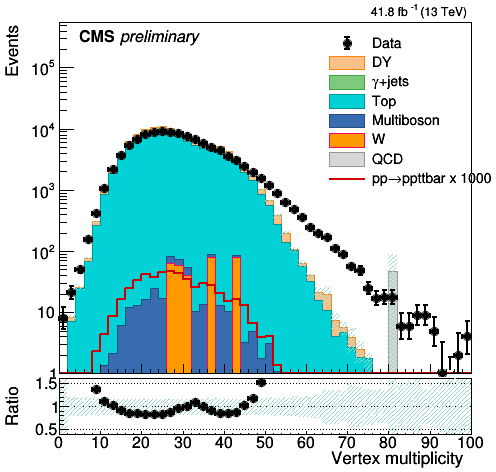 41.8 fb⁻¹ (13 TeV)
CMS preliminary
Events
Data
DY
γ+jets
Top
Multiboson
W
QCD
pp→ppttbar x 1000
10⁵
10⁴
10³
10²
10
1
Ratio
1.5
1
0.5
0 10 20 30 40 50 60 70 80 90 100
Vertex multiplicity